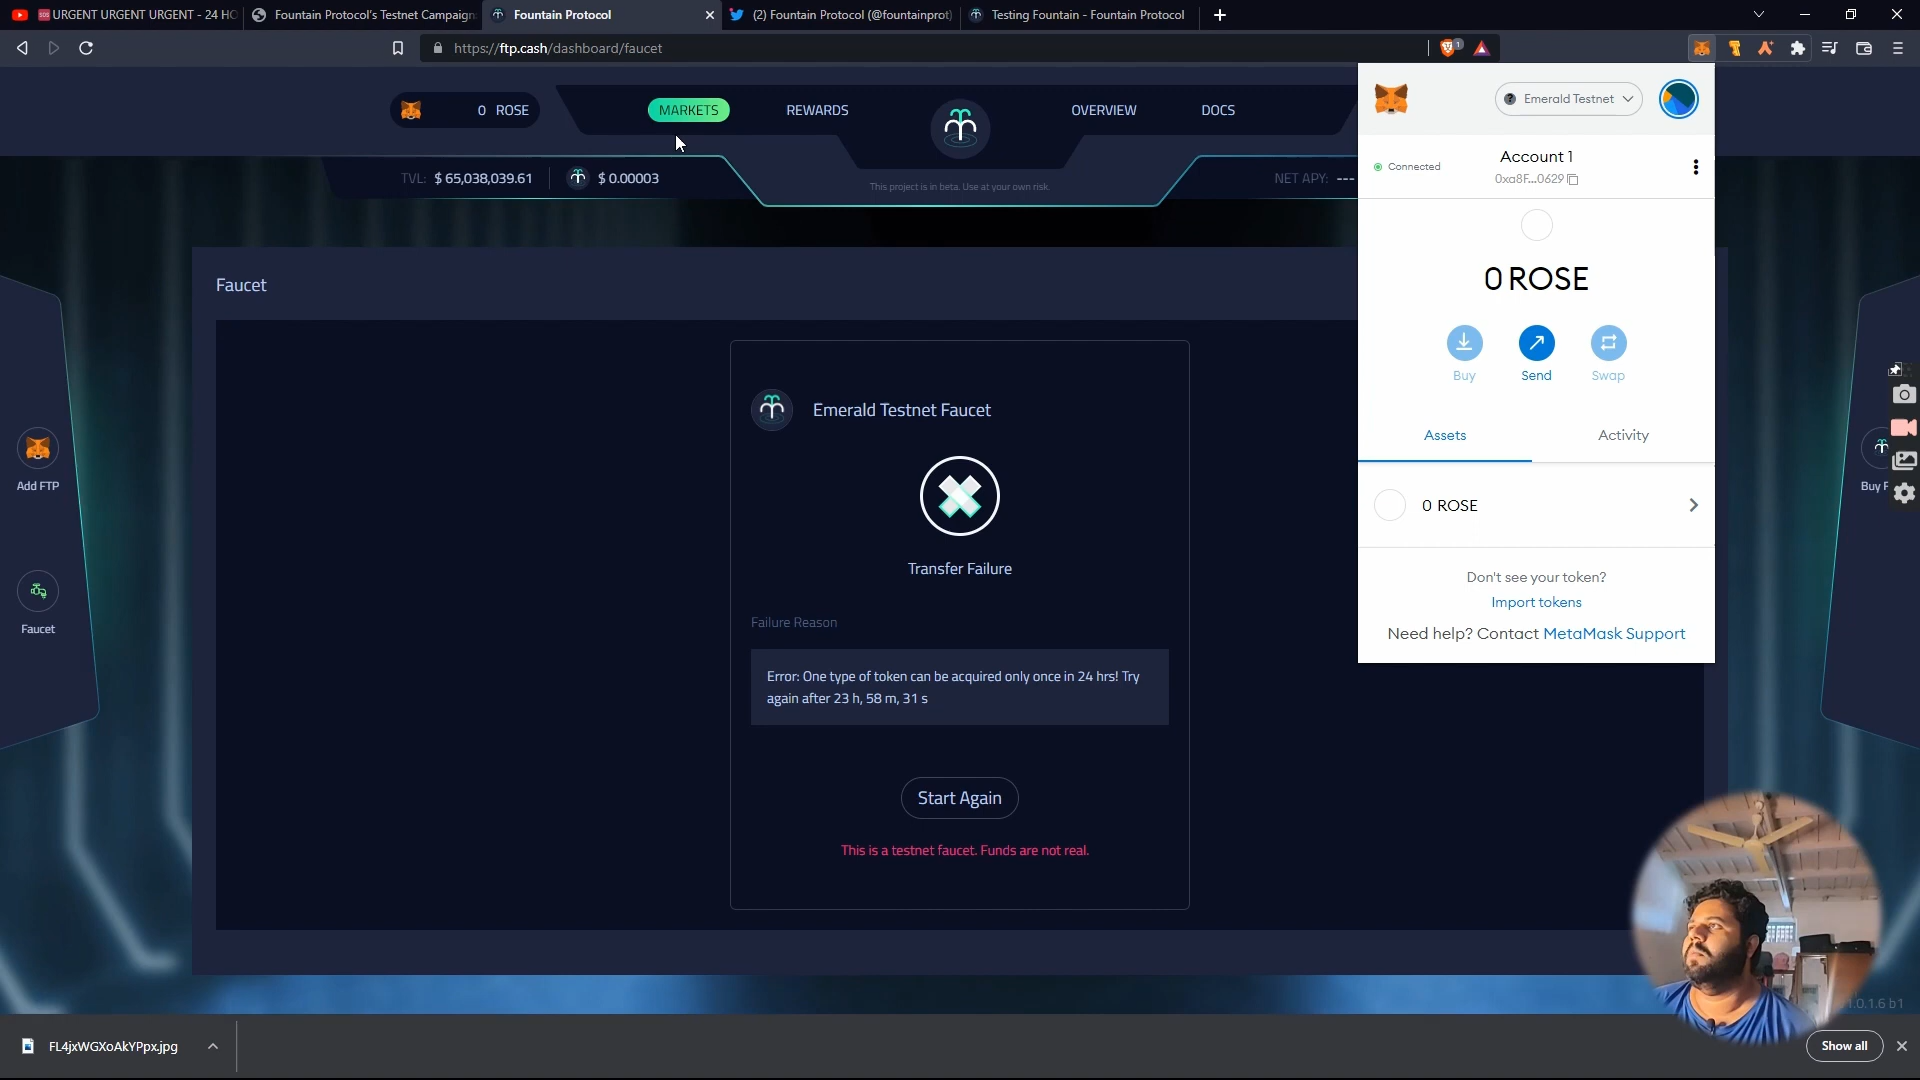 URGENT URGENT URGENT - 24 HO
Fountain Protocol's Testnet Campaign
Fountain Protocol
(2) Fountain Protocol (@fountainprot
Testing Fountain - Fountain Protocol
https://ftp.cash/dashboard/faucet
1
0 ROSE
MARKETS
REWARDS
OVERVIEW
DOCS
TVL: $ 65,038,039.61
$ 0.00003
This project is in beta. Use at your own risk.
NET APY: ---
Emerald Testnet
Connected
Account 1
0xa8F...0629
0 ROSE
Buy
Send
Swap
Assets
Activity
0 ROSE
Don't see your token?
Import tokens
Need help? Contact MetaMask Support
Faucet
Emerald Testnet Faucet
Transfer Failure
Failure Reason
Error: One type of token can be acquired only once in 24 hrs! Try
again after 23 h, 58 m, 31 s
Start Again
This is a testnet faucet. Funds are not real.
Add FTP
Faucet
Buy F
1.0.1.6 b1
FL4jxWGXoAkYPpx.jpg
Show all